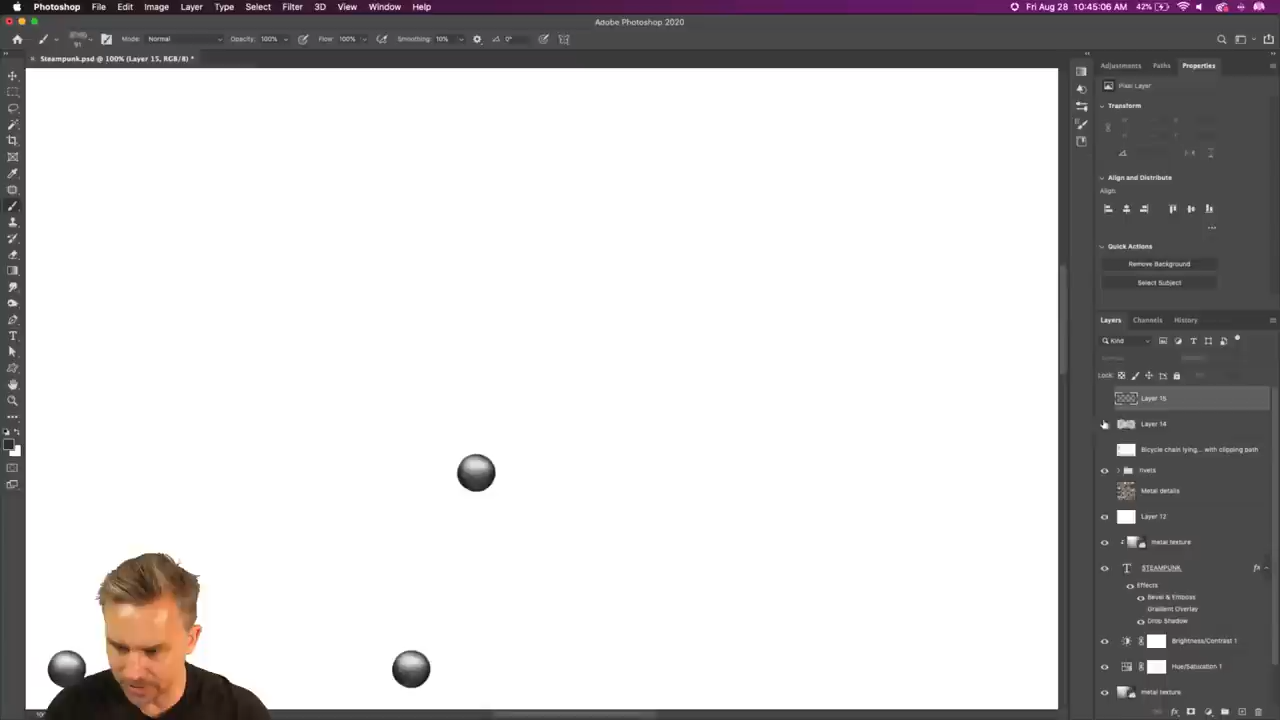 Photoshop File Edit Image Layer Type Select Filter 3D View Window Help
42% Fri Aug 28 10:45:06 AM
Adobe Photoshop 2020
91 Mode: Normal Opacity: 100% Flow: 100% Smoothing: 10% 0°
Steampunk.psd @ 100% (Layer 15, RGB/8) *
Adjustments Paths Properties
Pixel Layer
Transform
Align and Distribute
Align:
Quick Actions
Remove Background
Select Subject
Layers Channels History
Kind
Lock:
Layer 15
Layer 14
Bicycle chain lying... with clipping path
rivets
Metal details
Layer 12
metal texture
STEAMPUNK fx
Effects
Bevel & Emboss
Gradient Overlay
Drop Shadow
Brightness/Contrast 1
Hue/Saturation 1
metal texture